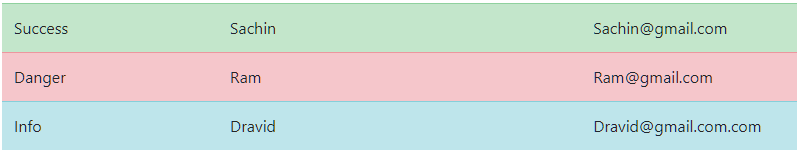 Success Sachin Sachin@gmail.com
Danger Ram Ram@gmail.com
Info Dravid Dravid@gmail.com.com